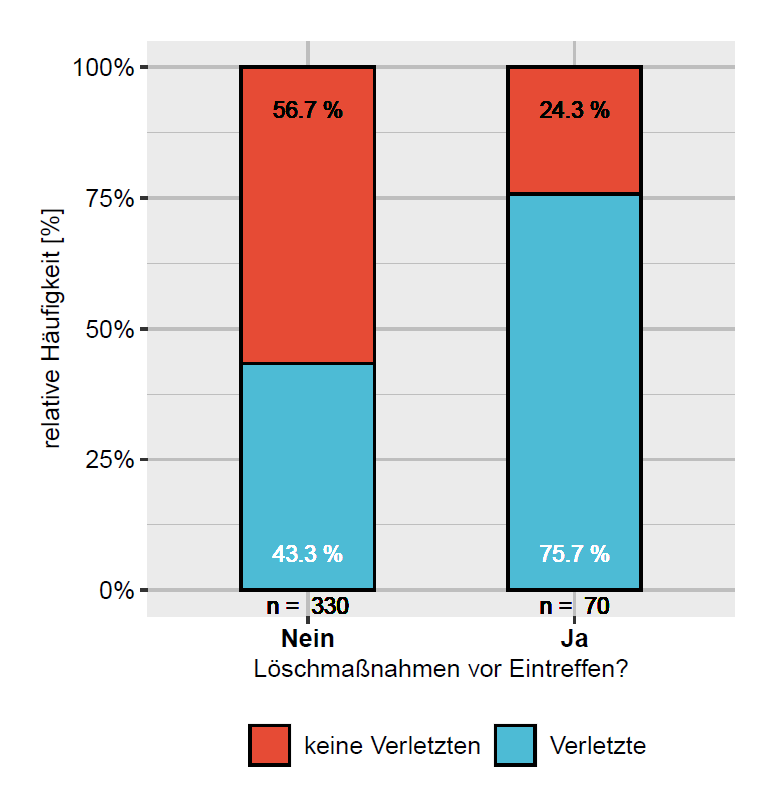 100%
56.7 %
24.3 %
75%
relative Häufigkeit [%]
50%
25%
43.3 %
75.7 %
0%
n = 330
n = 70
Nein
Ja
Löschmaßnahmen vor Eintreffen?
keine Verletzten
Verletzte